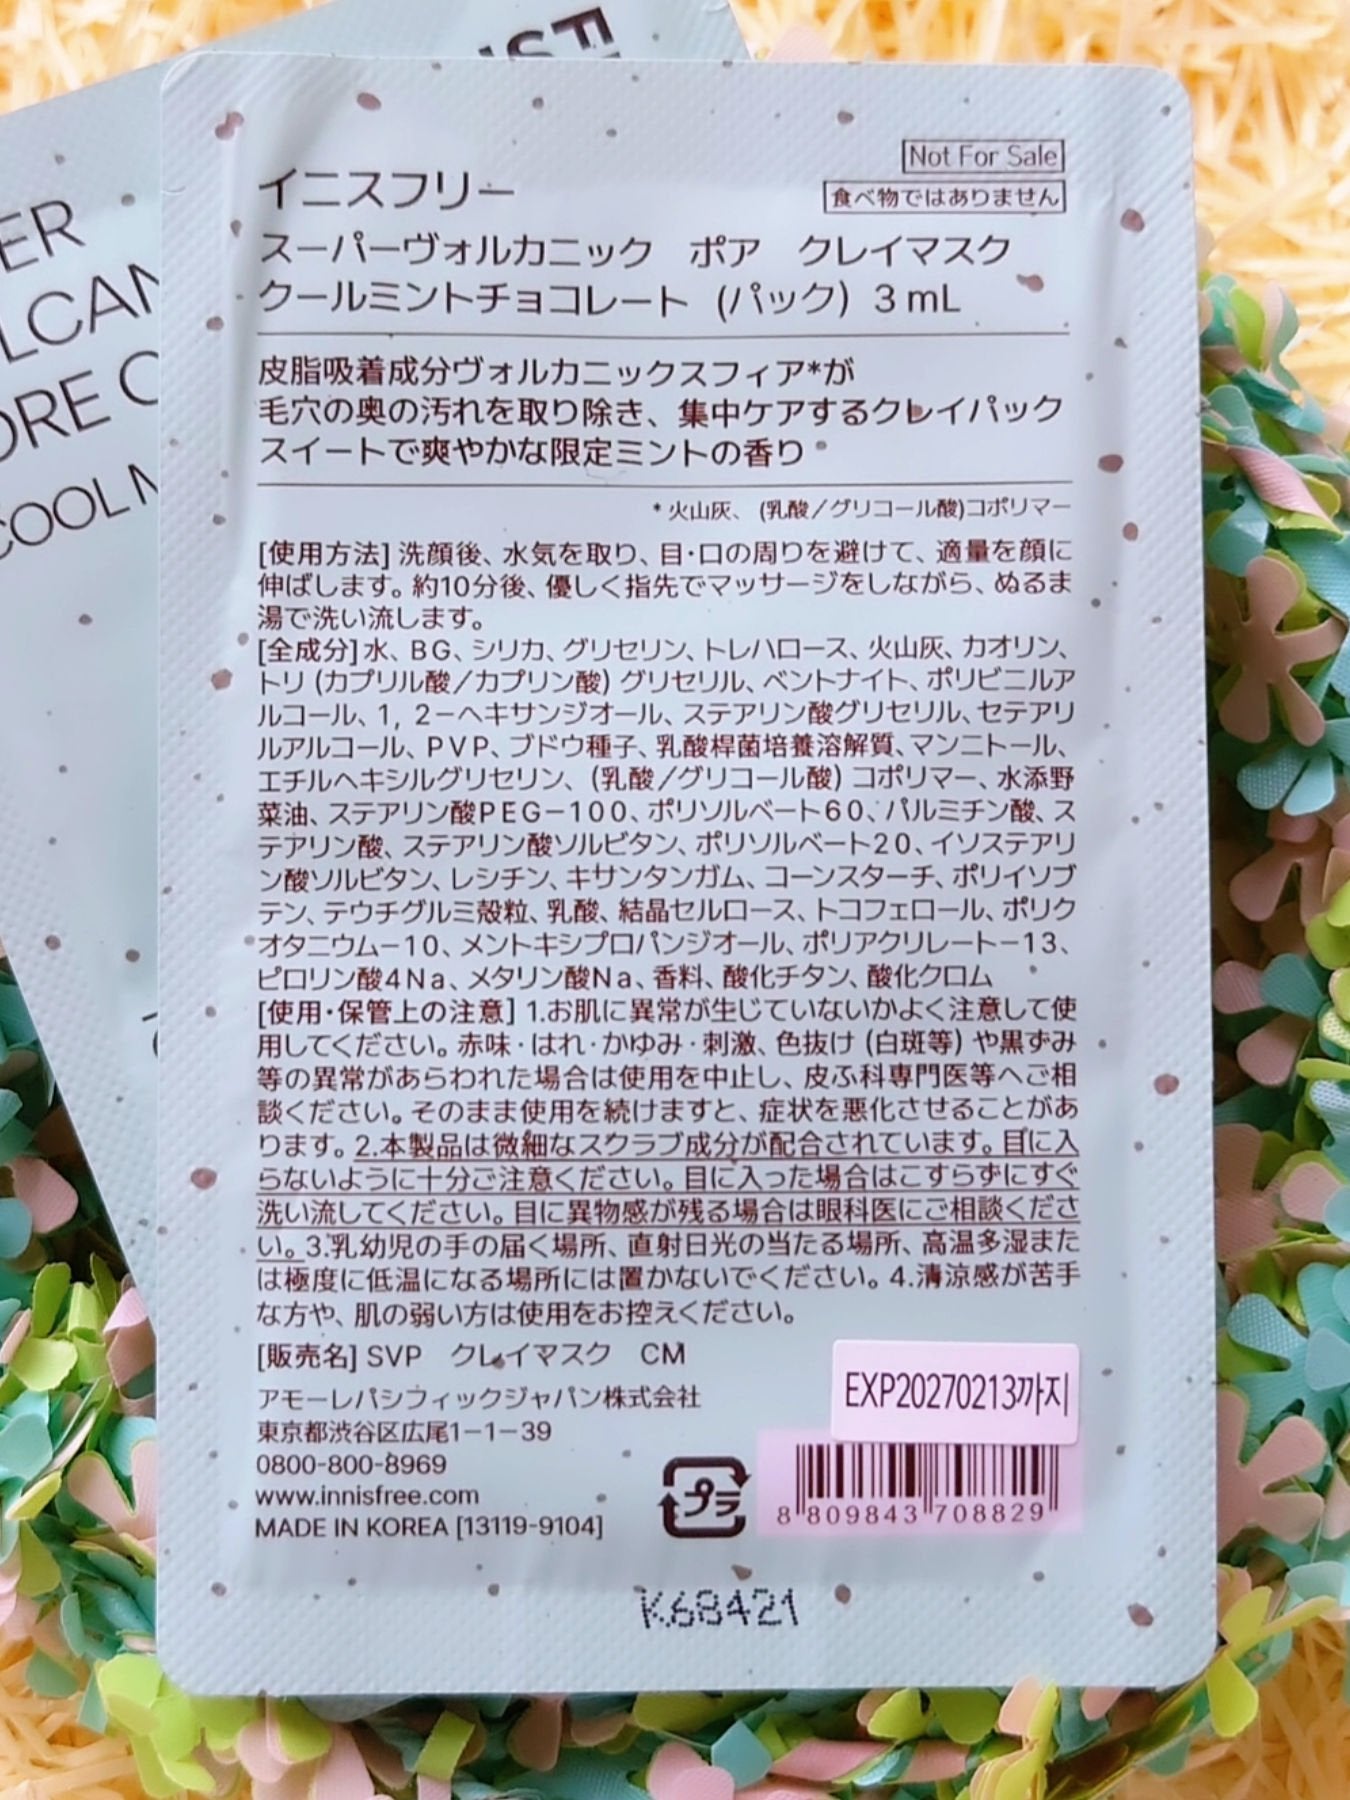 ER
LCAN
ORE C
COOL M
Not For Sale
食べ物ではありません
イニスフリー
スーパーヴォルカニック ポア クレイマスク
クールミントチョコレート (パック) 3 mL
皮脂吸着成分ヴォルカニックスフィア*が
毛穴の奥の汚れを取り除き、集中ケアするクレイパック
スイートで爽やかな限定ミントの香り
*火山灰、(乳酸/グリコール酸)コポリマー
[使用方法] 洗顔後、水気を取り、目・口の周りを避けて、適量を顔に
伸ばします。約10分後、優しく指先でマッサージをしながら、ぬるま
湯で洗い流します。
[全成分] 水、BG、シリカ、グリセリン、トレハロース、火山灰、カオリン、
トリ (カプリル酸/カプリン酸) グリセリル、ベントナイト、ポリビニルア
ルコール、1, 2-ヘキサンジオール、ステアリン酸グリセリル、セテアリ
ルアルコール、PVP、ブドウ種子、乳酸桿菌培養溶解質、マンニトール、
エチルヘキシルグリセリン、(乳酸/グリコール酸) コポリマー、水添野
菜油、ステアリン酸PEG-100、ポリソルベート60、パルミチン酸、ス
テアリン酸、ステアリン酸ソルビタン、ポリソルベート20、イソステアリ
ン酸ソルビタン、レシチン、キサンタンガム、コーンスターチ、ポリイソブ
テン、テウチグルミ殻粒、乳酸、結晶セルロース、トコフェロール、ポリク
オタニウム-10、メントキシプロパンジオール、ポリアクリレート-13、
ピロリン酸4Na、メタリン酸Na、香料、酸化チタン、酸化クロム
[使用・保管上の注意] 1.お肌に異常が生じていないかよく注意して使
用してください。赤味・はれ・かゆみ・刺激、色抜け (白斑等) や黒ずみ
等の異常があらわれた場合は使用を中止し、皮ふ科専門医等へご相
談ください。そのまま使用を続けますと、症状を悪化させることがあ
ります。2.本製品は微細なスクラブ成分が配合されています。目に入
らないように十分ご注意ください。目に入った場合はこすらずにすぐ
洗い流してください。目に異物感が残る場合は眼科医にご相談くださ
い。3.乳幼児の手の届く場所、直射日光の当たる場所、高温多湿また
は極度に低温になる場所には置かないでください。4.清涼感が苦手
な方や、肌の弱い方は使用をお控えください。
[販売名] SVP クレイマスク CM
アモーレパシフィックジャパン株式会社
東京都渋谷区広尾1-1-39
0800-800-8969
www.innisfree.com
MADE IN KOREA [13119-9104]
プラ
EXP20270213까지
8 809843 708829
K68421